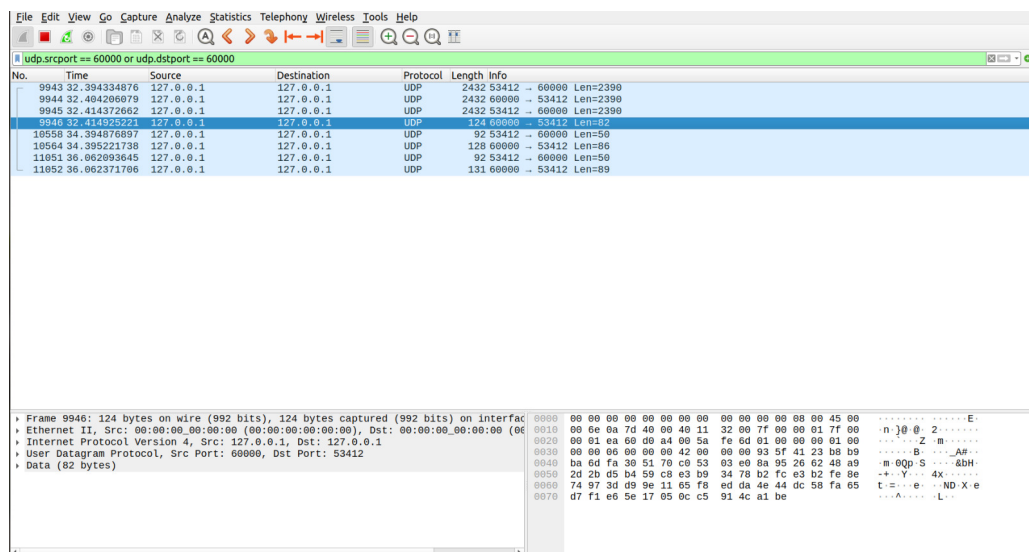 File Edit View Go Capture Analyze Statistics Telephony Wireless Tools Help
udp.srcport == 60000 or udp.dstport == 60000
No. Time Source Destination Protocol Length Info
9943 32.394334876 127.0.0.1 127.0.0.1 UDP 2432 53412 → 60000 Len=2390
9944 32.404206079 127.0.0.1 127.0.0.1 UDP 2432 60000 → 53412 Len=2390
9945 32.414372662 127.0.0.1 127.0.0.1 UDP 2432 53412 → 60000 Len=2390
9946 32.414925221 127.0.0.1 127.0.0.1 UDP 124 60000 → 53412 Len=82
10558 34.394876897 127.0.0.1 127.0.0.1 UDP 92 53412 → 60000 Len=50
10564 34.395221738 127.0.0.1 127.0.0.1 UDP 128 60000 → 53412 Len=86
11051 36.062093645 127.0.0.1 127.0.0.1 UDP 92 53412 → 60000 Len=50
11052 36.062371706 127.0.0.1 127.0.0.1 UDP 131 60000 → 53412 Len=89
Frame 9946: 124 bytes on wire (992 bits), 124 bytes captured (992 bits) on interfac
Ethernet II, Src: 00:00:00_00:00:00 (00:00:00:00:00:00), Dst: 00:00:00_00:00:00 (00
Internet Protocol Version 4, Src: 127.0.0.1, Dst: 127.0.0.1
User Datagram Protocol, Src Port: 60000, Dst Port: 53412
Data (82 bytes)
0000 00 00 00 00 00 00 00 00 00 00 00 00 08 00 45 00 ········ ······E·
0010 00 6e 0a 7d 40 00 40 11 32 00 7f 00 00 01 7f 00 ·n·}@·@· 2·······
0020 00 01 ea 60 d0 a4 00 5a fe 6d 01 00 00 00 01 00 ···`···Z ·m······
0030 00 00 06 00 00 00 42 00 00 00 93 5f 41 23 b8 b9 ······B· ···_A#··
0040 ba 6d fa 30 51 70 c0 53 03 e0 8a 95 26 62 48 a9 ·m·0Qp·S ····&bH·
0050 2d 2b d5 b4 59 c8 e3 b9 34 78 b2 fc e3 b2 fe 8e -+··Y··· 4x······
0060 74 97 3d d9 9e 11 65 f8 ed da 4e 44 dc 58 fa 65 t·=···e· ··ND·X·e
0070 d7 f1 e6 5e 17 05 0c c5 91 4c a1 be ···^···· ·L··